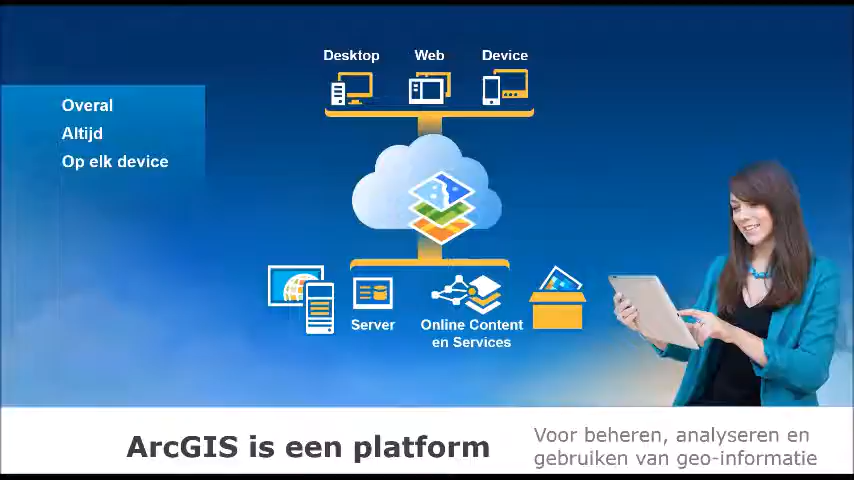 Desktop Web Device
Overal
Altijd
Op elk device
Server
Online Content
en Services
ArcGIS is een platform
Voor beheren, analyseren en
gebruiken van geo-informatie